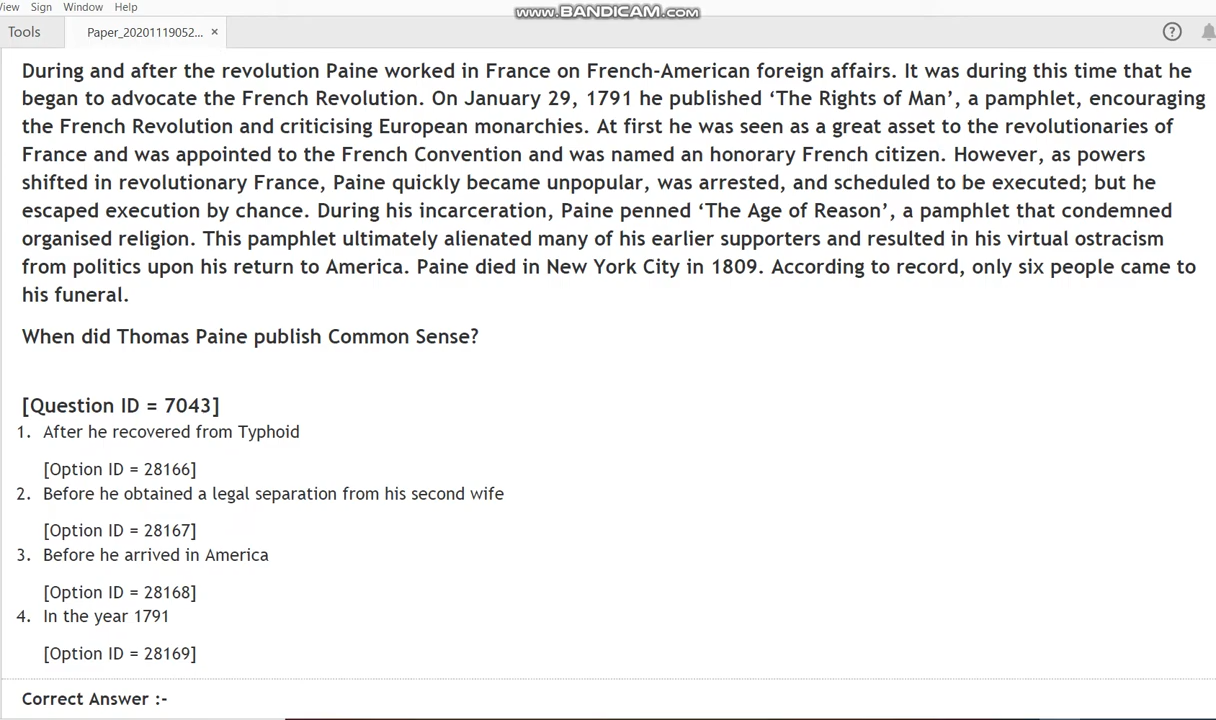 View Sign Window Help
www.BANDICAM.com
Tools Paper_20201119052... ×
During and after the revolution Paine worked in France on French-American foreign affairs. It was during this time that he
began to advocate the French Revolution. On January 29, 1791 he published ‘The Rights of Man’, a pamphlet, encouraging
the French Revolution and criticising European monarchies. At first he was seen as a great asset to the revolutionaries of
France and was appointed to the French Convention and was named an honorary French citizen. However, as powers
shifted in revolutionary France, Paine quickly became unpopular, was arrested, and scheduled to be executed; but he
escaped execution by chance. During his incarceration, Paine penned ‘The Age of Reason’, a pamphlet that condemned
organised religion. This pamphlet ultimately alienated many of his earlier supporters and resulted in his virtual ostracism
from politics upon his return to America. Paine died in New York City in 1809. According to record, only six people came to
his funeral.
When did Thomas Paine publish Common Sense?
[Question ID = 7043]
1. After he recovered from Typhoid
[Option ID = 28166]
2. Before he obtained a legal separation from his second wife
[Option ID = 28167]
3. Before he arrived in America
[Option ID = 28168]
4. In the year 1791
[Option ID = 28169]
Correct Answer :-